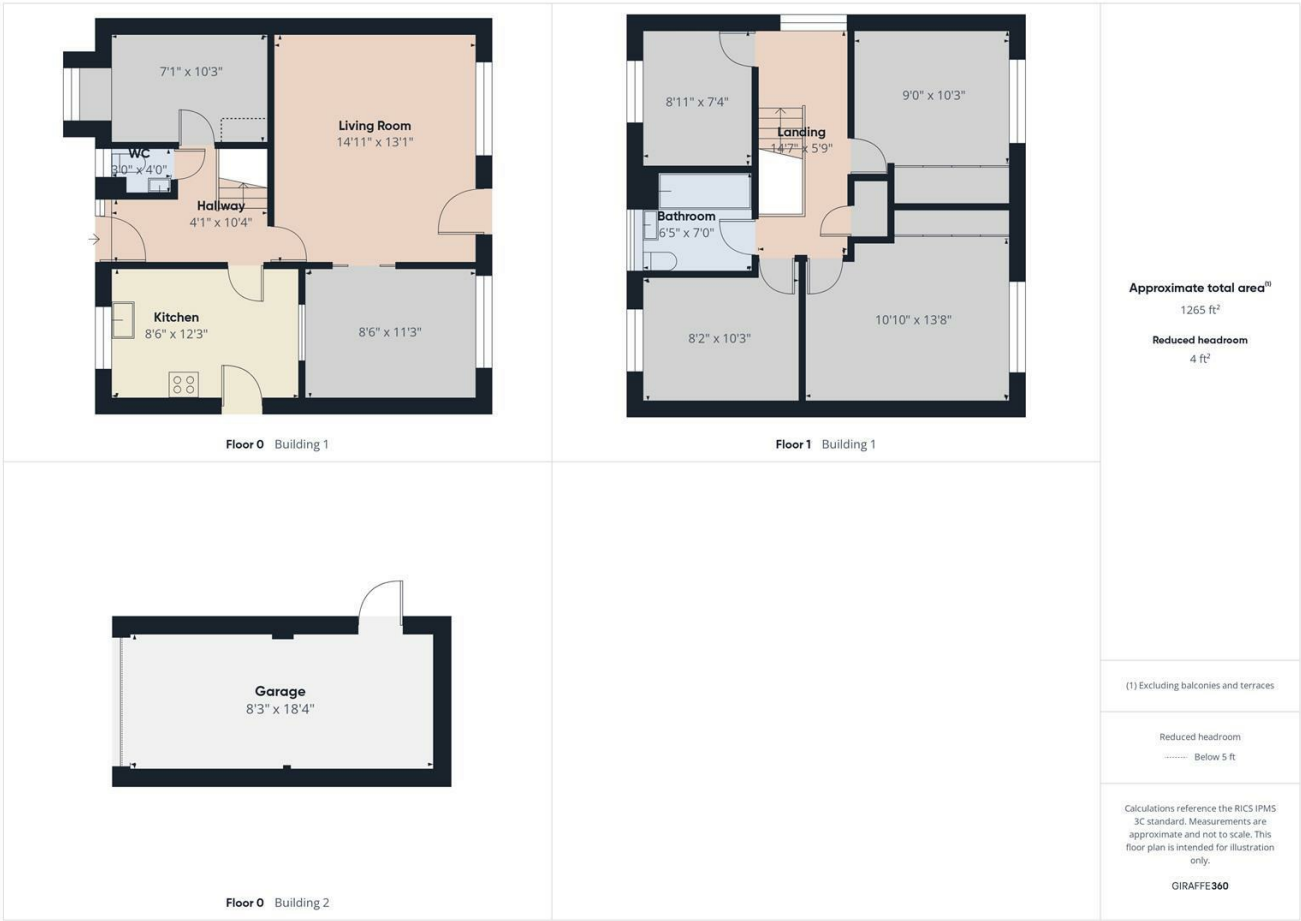 7'1" x 10'3"
Living Room
14'11" x 13'1"
WC
3'0" x 4'0"
Hallway
4'1" x 10'4"
Kitchen
8'6" x 12'3"
8'6" x 11'3"
Floor 0 Building 1
8'11" x 7'4"
9'0" x 10'3"
Landing
14'7" x 5'9"
Bathroom
6'5" x 7'0"
8'2" x 10'3"
10'10" x 13'8"
Floor 1 Building 1
Garage
8'3" x 18'4"
Floor 0 Building 2
Approximate total area(1)
1265 ft²
Reduced headroom
4 ft²
(1) Excluding balconies and terraces
Reduced headroom
Below 5 ft
Calculations reference the RICS IPMS
3C standard. Measurements are
approximate and not to scale. This
floor plan is intended for illustration
only.
GIRAFFE360